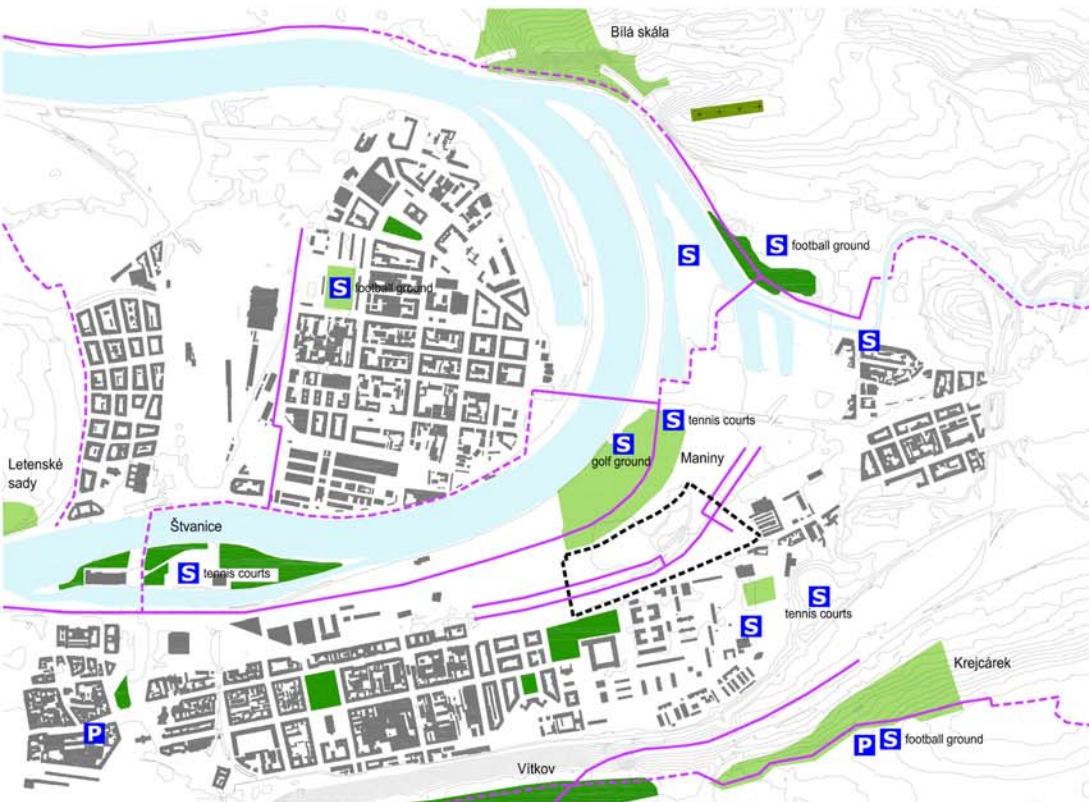 Bílá skála
S
football ground
S
S
football ground
S
Letenské
sady
S
tennis courts
S
golf ground
Maniny
Štvanice
S
tennis courts
S
tennis courts
S
Krejcárek
P
P
S
football ground
Vítkov